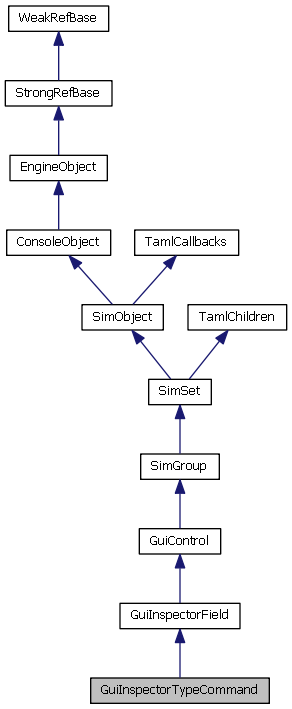 WeakRefBase
StrongRefBase
EngineObject
ConsoleObject
TamlCallbacks
SimObject
TamlChildren
SimSet
SimGroup
GuiControl
GuiInspectorField
GuiInspectorTypeCommand